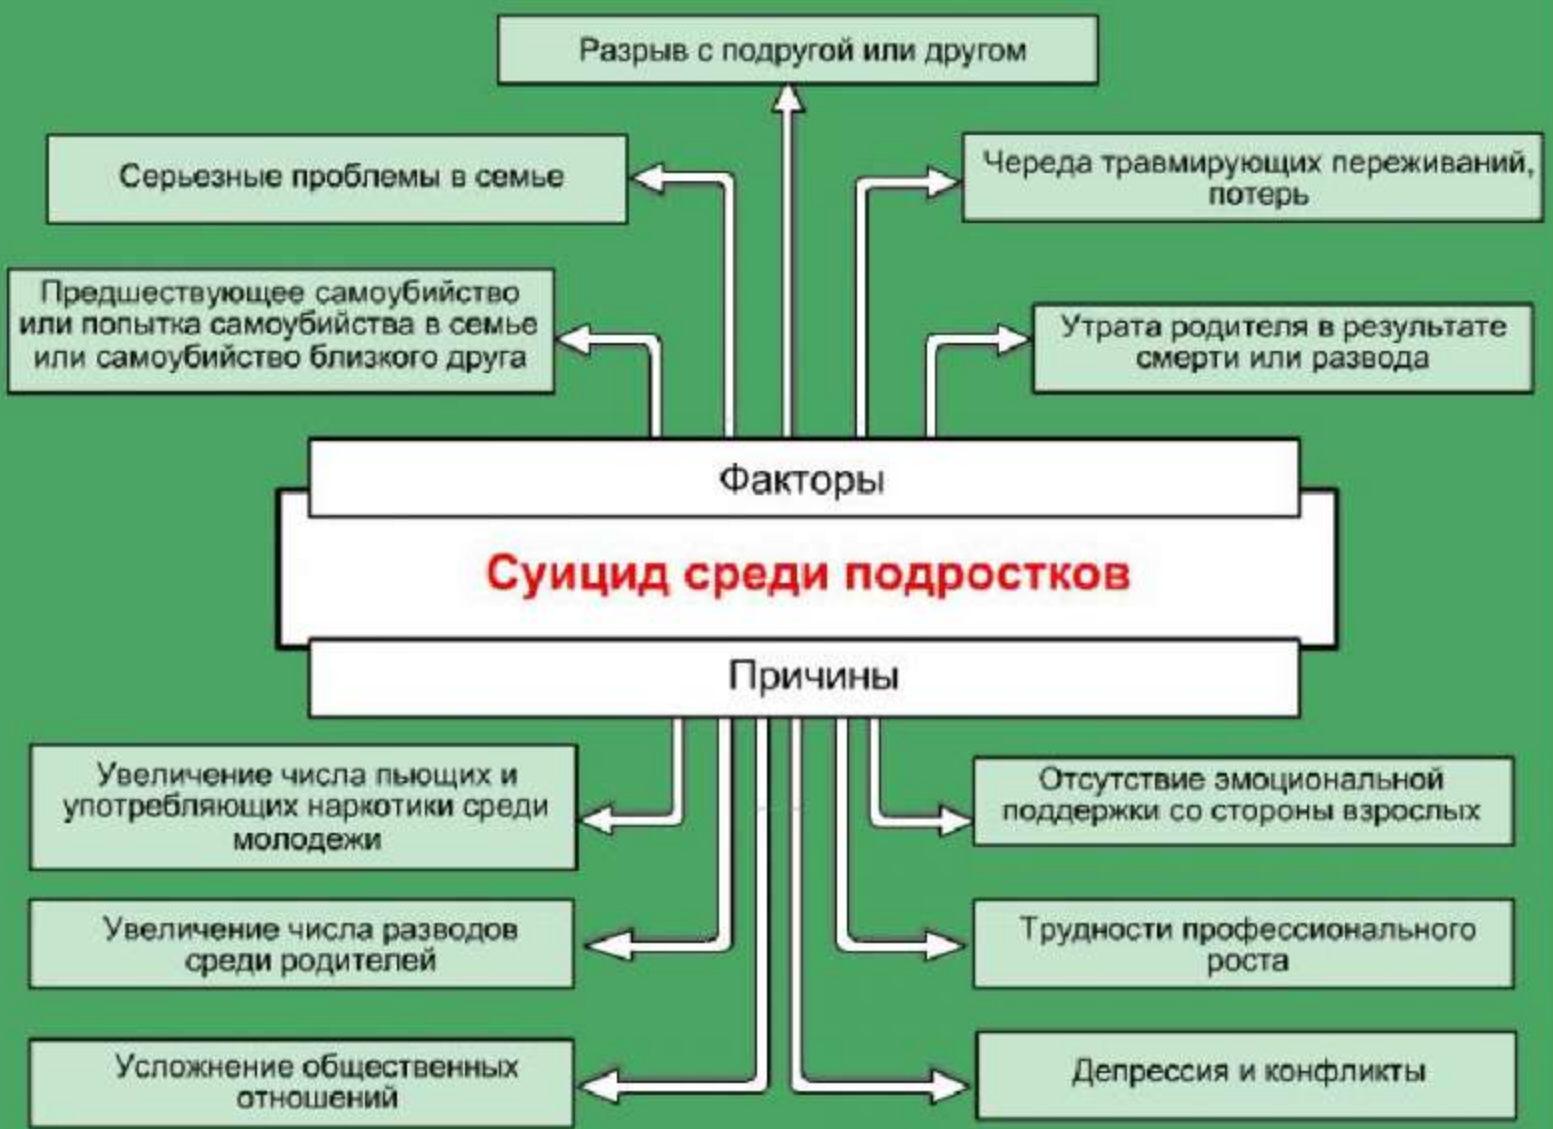 Разрыв с подругой или другом
Серьезные проблемы в семье
Череда травмирующих переживаний,
потерь
Предшествующее самоубийство
или попытка самоубийства в семье
или самоубийство близкого друга
Утрата родителя в результате
смерти или развода
Факторы
Суицид среди подростков
Причины
Увеличение числа пьющих и
употребляющих наркотики среди
молодежи
Отсутствие эмоциональной
поддержки со стороны взрослых
Увеличение числа разводов
среди родителей
Трудности профессионального
роста
Усложнение общественных
отношений
Депрессия и конфликты